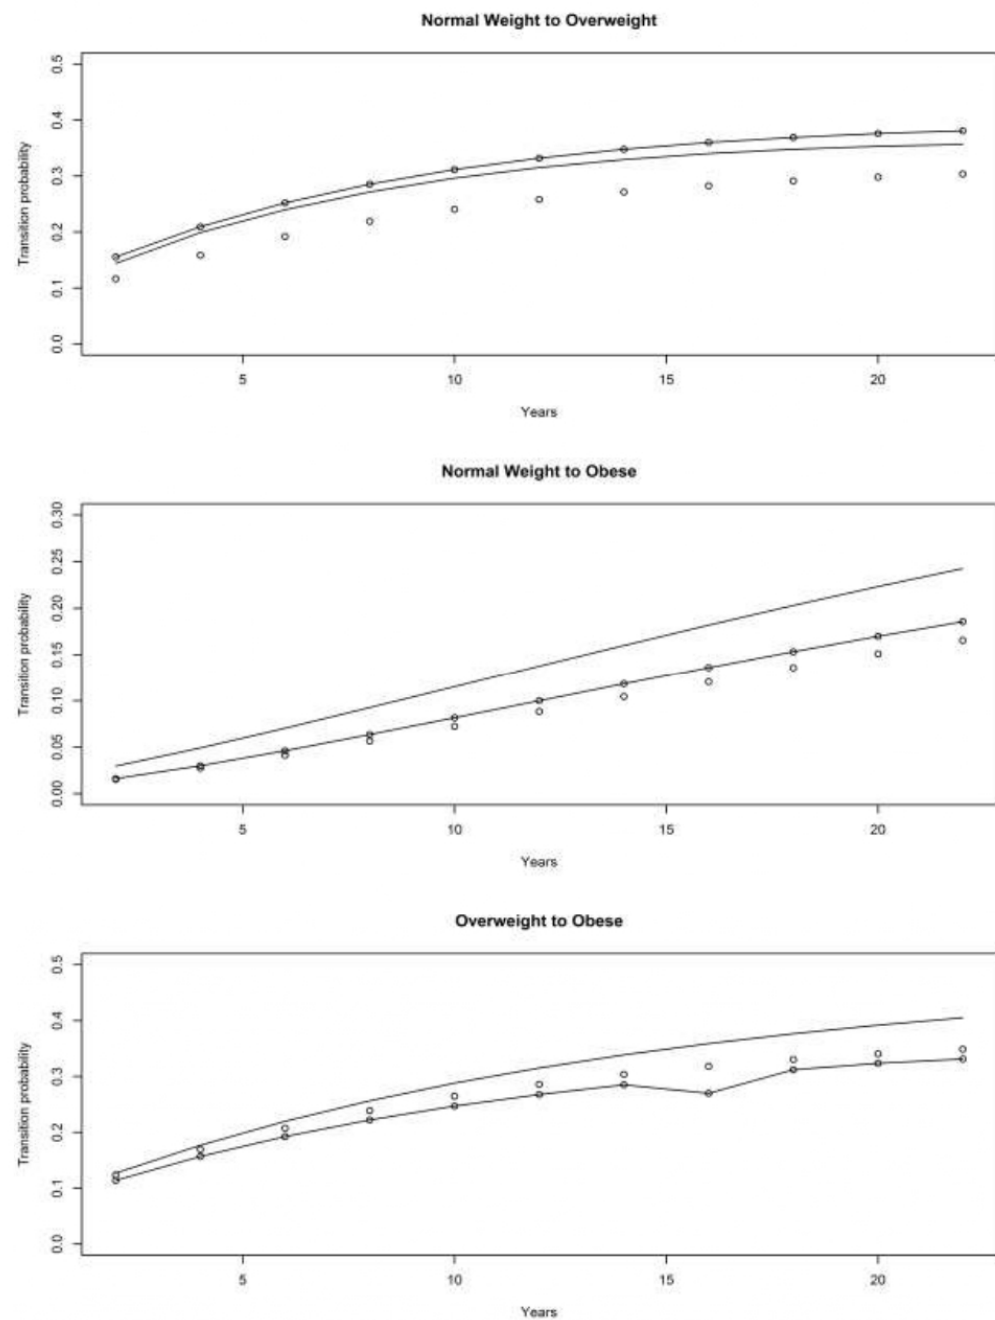 Normal Weight to Overweight
0.5
0.4
0.3
0.2
0.1
0.0
Transition probability
5 10 15 20
Years
Normal Weight to Obese
0.30
0.25
0.20
0.15
0.10
0.05
0.00
Transition probability
5 10 15 20
Years
Overweight to Obese
0.5
0.4
0.3
0.2
0.1
0.0
Transition probability
5 10 15 20
Years